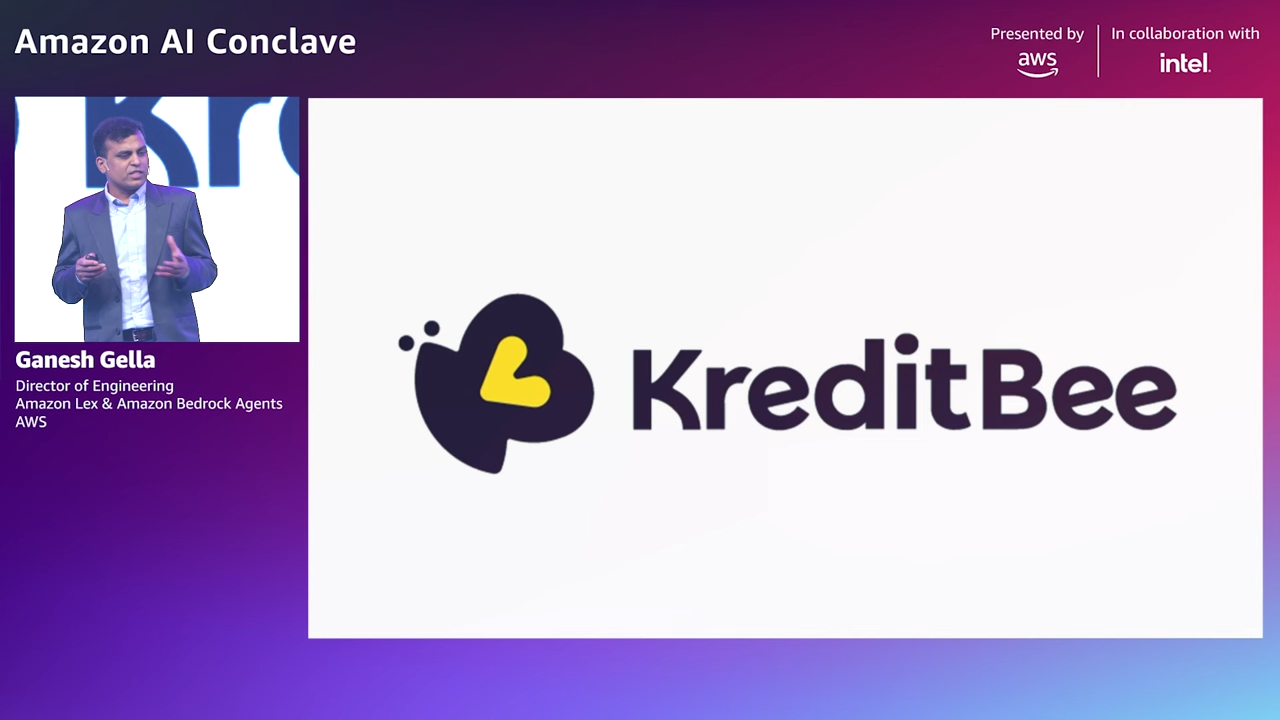 Amazon AI Conclave
Presented by
aws
In collaboration with
intel.
Kre
Ganesh Gella
Director of Engineering
Amazon Lex & Amazon Bedrock Agents
AWS
KreditBee